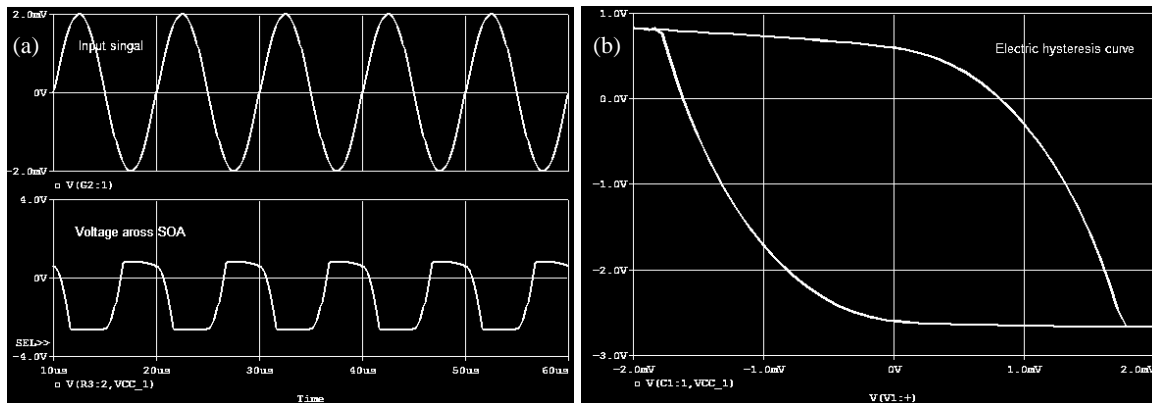 (a)
2.0mV
Input singal
0V
-2.0mV
V(G2:1)
4.0V
Voltage aross SOA
0V
SEL>>
-4.0V
10us 20us 30us 40us 50us 60us
V(R3:2,VCC_1)
Time
(b)
1.0V
Electric hysteresis curve
0.0V
-1.0V
-2.0V
-3.0V
-2.0mV -1.0mV 0V 1.0mV 2.0mV
V(C1:1,VCC_1)
V(V1:+)